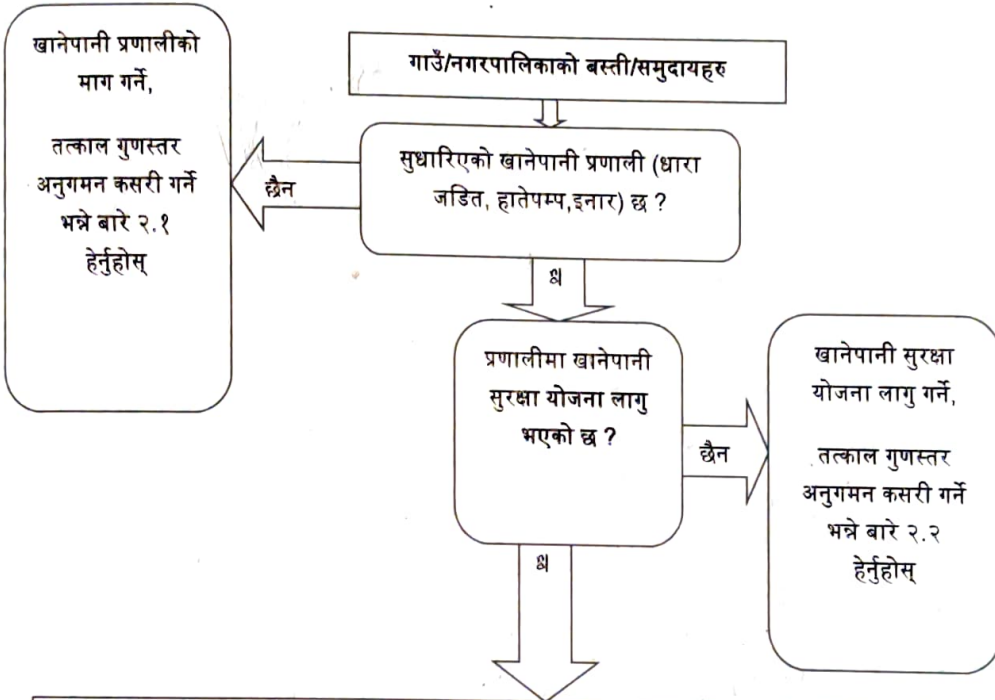 गाउँ/नगरपालिकाको बस्ती/समुदायहरु
सुधारिएको खानेपानी प्रणाली (धारा
जडित, हातेपम्प,इनार) छ ?
छैन
खानेपानी प्रणालीको
माग गर्ने,
तत्काल गुणस्तर
अनुगमन कसरी गर्ने
भन्ने बारे २.१
हेर्नुहोस्
छ
प्रणालीमा खानेपानी
सुरक्षा योजना लागु
भएको छ ?
छैन
खानेपानी सुरक्षा
योजना लागु गर्ने,
तत्काल गुणस्तर
अनुगमन कसरी गर्ने
भन्ने बारे २.२
हेर्नुहोस्
छ